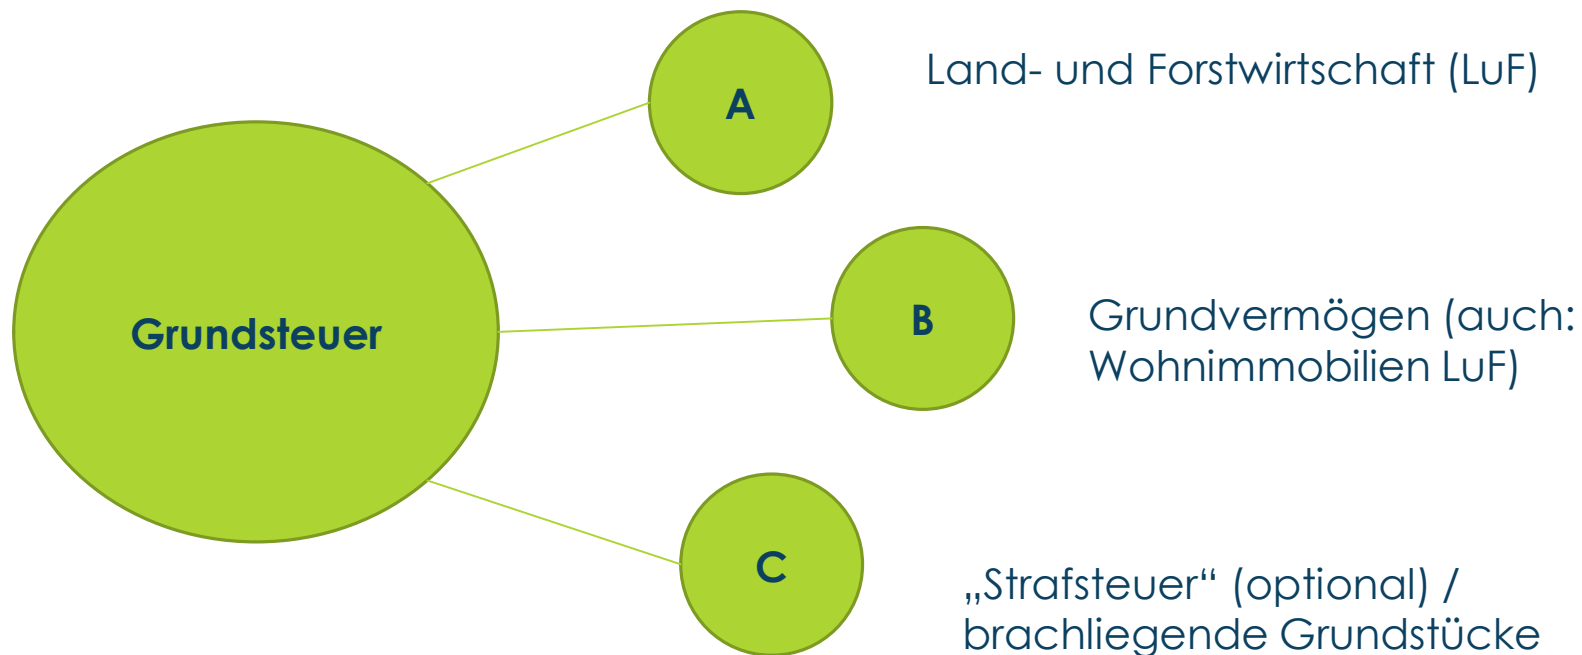 Grundsteuer
A
Land- und Forstwirtschaft (LuF)
B
Grundvermögen (auch:
Wohnimmobilien LuF)
C
„Strafsteuer“ (optional) /
brachliegende Grundstücke